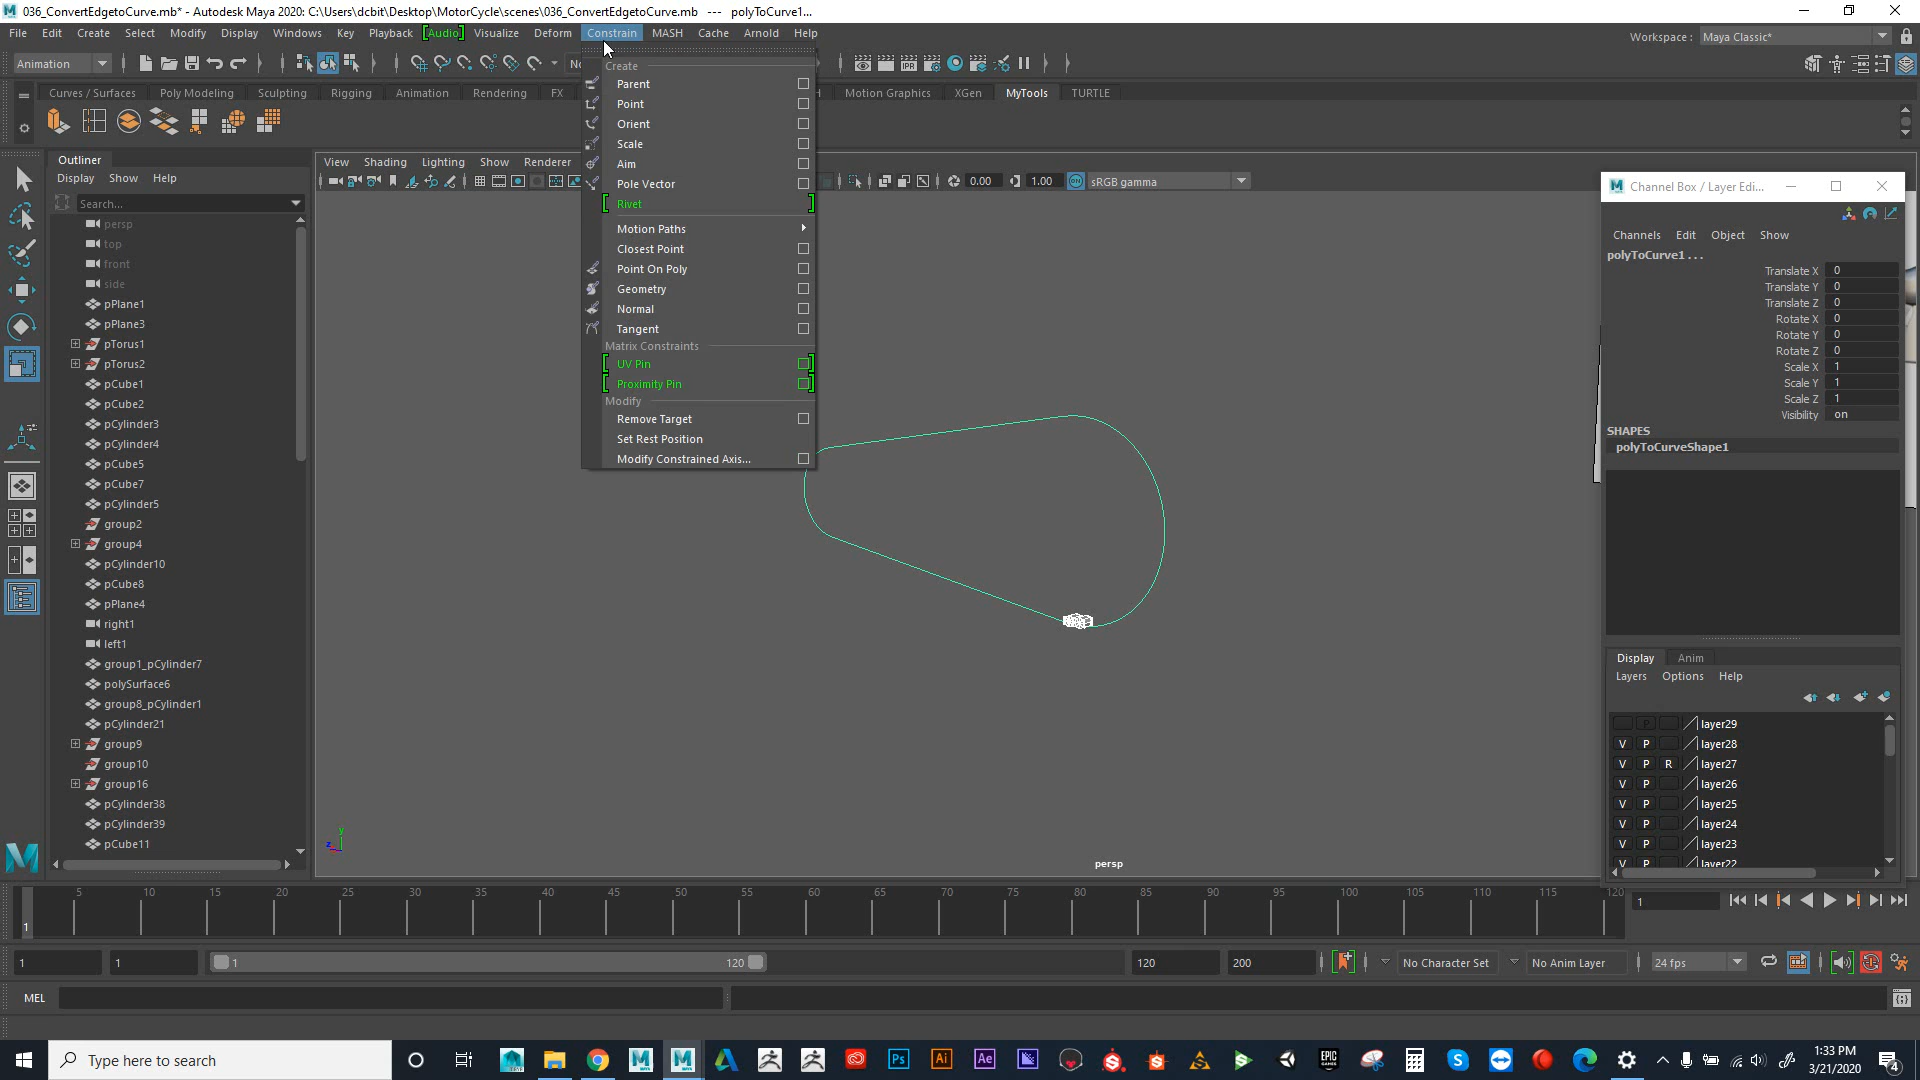 036_ConvertEdgetoCurve.mb* - Autodesk Maya 2020: C:\Users\dcbit\Desktop\MotorCycle\scenes\036_ConvertEdgetoCurve.mb   ---   polyToCurve1...
File Edit Create Select Modify Display Windows Key Playback [Audio] Visualize Deform Constrain MASH Cache Arnold Help
Workspace : Maya Classic*
Animation
IPR
Curves / Surfaces Poly Modeling Sculpting Rigging Animation Rendering FX Motion Graphics XGen MyTools TURTLE
Create
Parent
Point
Orient
Scale
Aim
Pole Vector
Rivet
Motion Paths
Closest Point
Point On Poly
Geometry
Normal
Tangent
Matrix Constraints
UV Pin
Proximity Pin
Modify
Remove Target
Set Rest Position
Modify Constrained Axis...
Outliner
Display Show Help
Search...
persp
top
front
side
pPlane1
pPlane3
pTorus1
pTorus2
pCube1
pCube2
pCylinder3
pCylinder4
pCube5
pCube7
pCylinder5
group2
group4
pCylinder10
pCube8
pPlane4
right1
left1
group1_pCylinder7
polySurface6
group8_pCylinder1
pCylinder21
group9
group10
group16
pCylinder38
pCylinder39
pCube11
View Shading Lighting Show Renderer
0.00 1.00 ON sRGB gamma
y
z
persp
Channel Box / Layer Edi...
Channels Edit Object Show
polyToCurve1 . . .
Translate X 0
Translate Y 0
Translate Z 0
Rotate X 0
Rotate Y 0
Rotate Z 0
Scale X 1
Scale Y 1
Scale Z 1
Visibility on
SHAPES
polyToCurveShape1
Display Anim
Layers Options Help
P layer29
V P layer28
V P R layer27
V P layer26
V P layer25
V P layer24
V P layer23
V P layer22
5 10 15 20 25 30 35 40 45 50 55 60 65 70 75 80 85 90 95 100 105 110 115 120
1
1
1 1 1 120 120 200 No Character Set No Anim Layer 24 fps
MEL
Type here to search
Ps Ai Ae
EPIC GAMES
1:33 PM
3/21/2020
4